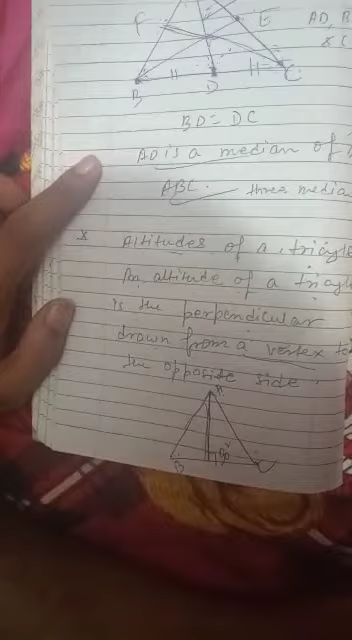 F
E
AD, B
& C
B
D
C
BD = DC
AD is a median of
ABC. three media
* Altitudes of a triangle
An altitude of a triangle
is the perpendicular
drawn from a vertex to
the opposite side.
A
B
90°
C